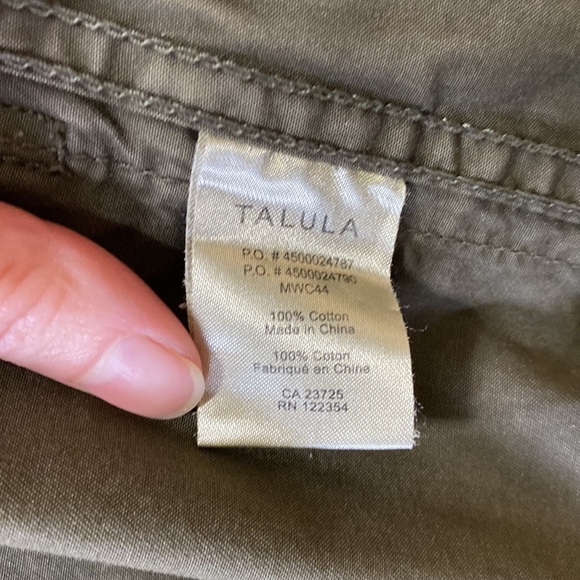 TALULA
P.O. # 4500024787
P.O. # 4500024790
MWC44
100% Cotton
Made in China
100% Coton
Fabriqué en Chine
CA 23725
RN 122354